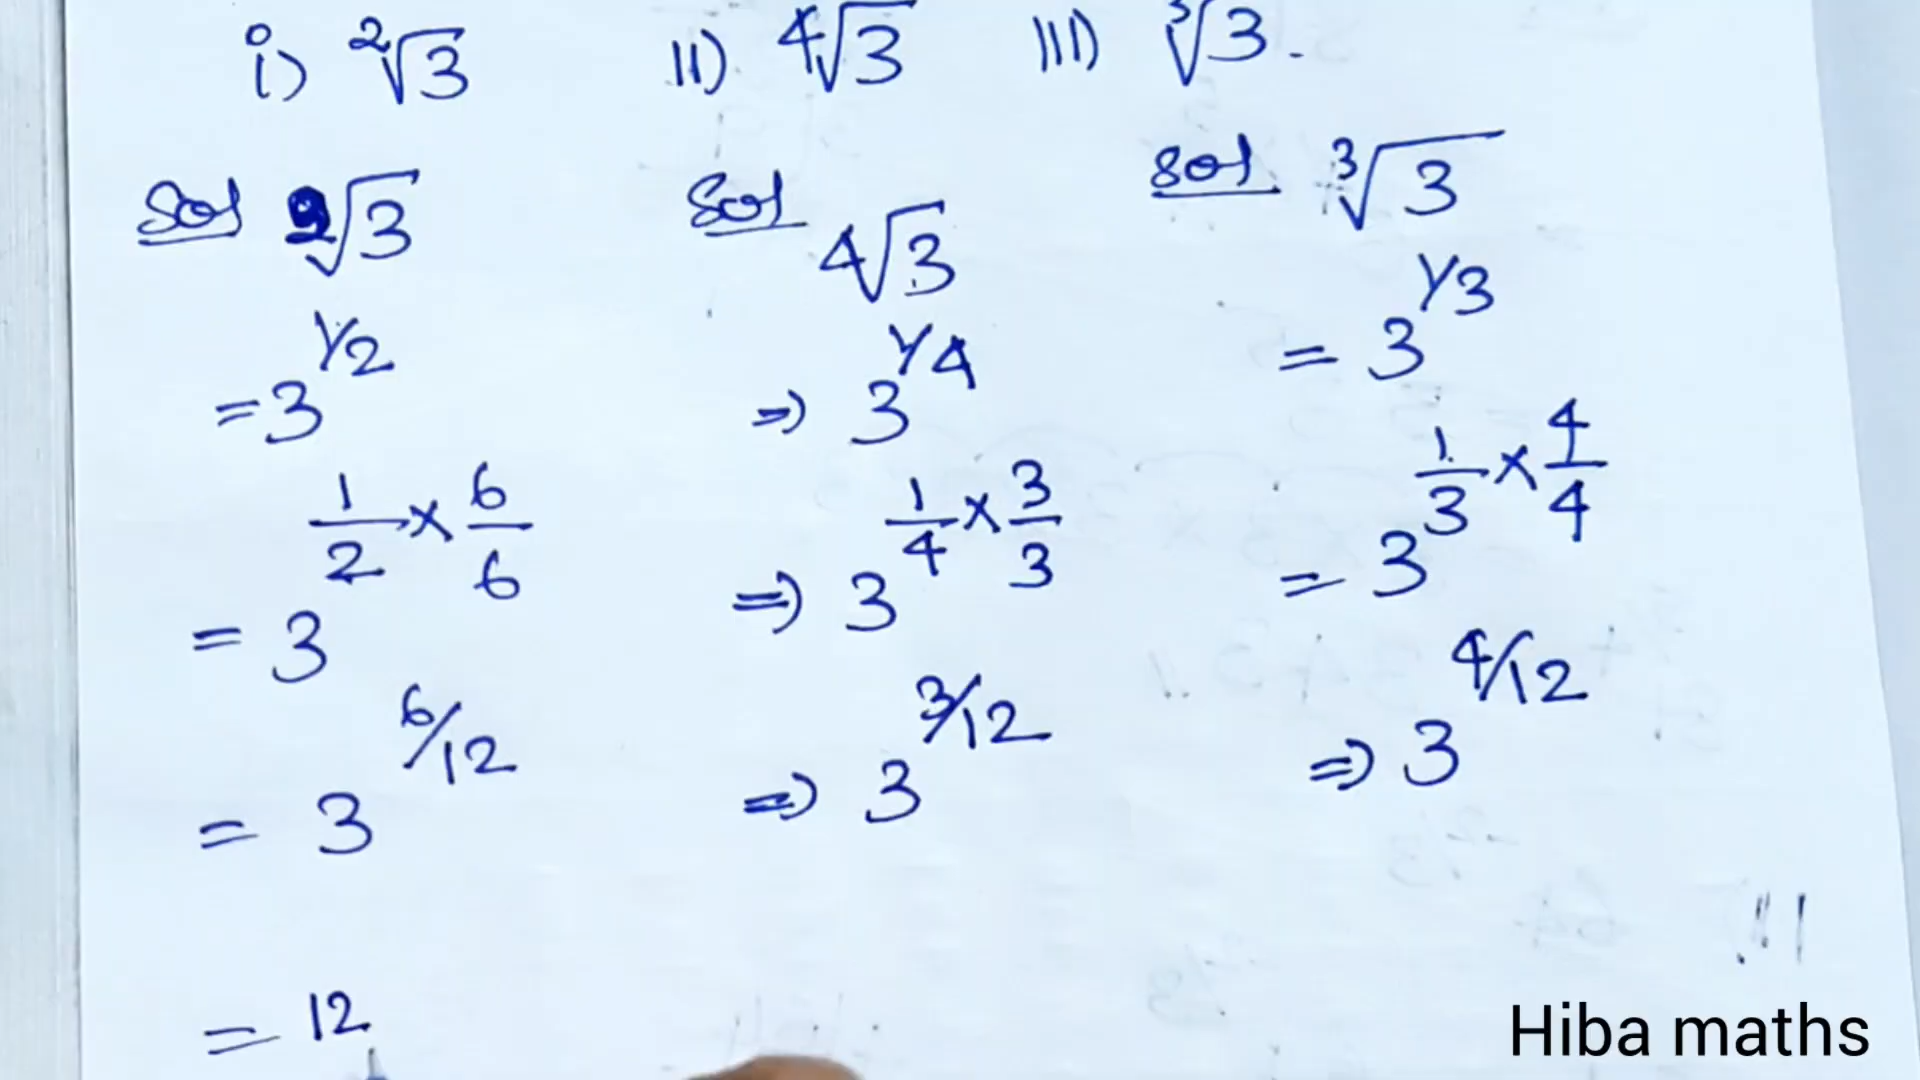 i) ²√3 II) ⁴√3 III) ³√3.
Sol ²√3
= 3^1/2
= 3^(1/2 × 6/6)
= 3^6/12
= 12
Sol ⁴√3
⇒ 3^1/4
⇒ 3^(1/4 × 3/3)
⇒ 3^3/12
Sol ³√3
= 3^1/3
= 3^(1/3 × 4/4)
⇒ 3^4/12
Hiba maths